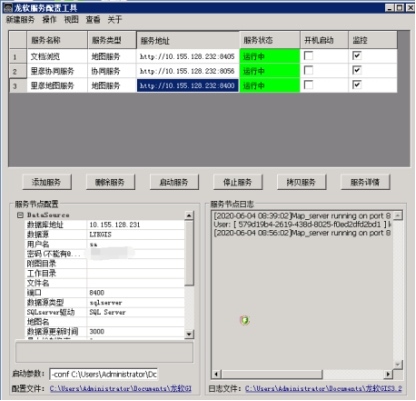 龙软服务配置工具
新建服务 操作 视图 查看 关于
服务名称 服务类型 服务地址 服务状态 开机启动 监控
1 文档浏览 地图服务 http://10.155.128.232:8405 运行中
2 里彦协同服务 协同服务 http://10.155.128.232:8056 运行中
3 里彦地图服务 地图服务 http://10.155.128.232:8400 运行中
添加服务 删除服务 启动服务 停止服务 拷贝服务 服务详情
服务节点配置
DataSource
数据库地址 10.155.128.231
数据源 LYHGIS
用户名 sa
密码(不能有
附图目录
工作目录
文件名
端口 8400
数据源类型 sqlserver
SQLserver驱动 SQL Server
地图名
数据源更新时间 3000
启动参数: -conf C:\Users\Administrator\Dc
配置文件: C:\Users\Administrator\Documents\龙软GI
服务节点日志
[2020-06-04 08:39:02]Map_server running on port 8
User: [ 579d19b4-2619-438d-8025-f0ed2dfd2bd1 ]
[2020-06-04 08:56:02]Map_server running on port 8
日志文件: C:\Users\Administrator\Documents\龙软GIS3.2